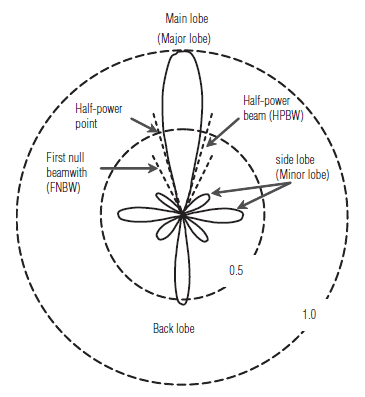 Main lobe
(Major lobe)
Half-power
point
Half-power
beam (HPBW)
First null
beamwith
(FNBW)
side lobe
(Minor lobe)
0.5
1.0
Back lobe